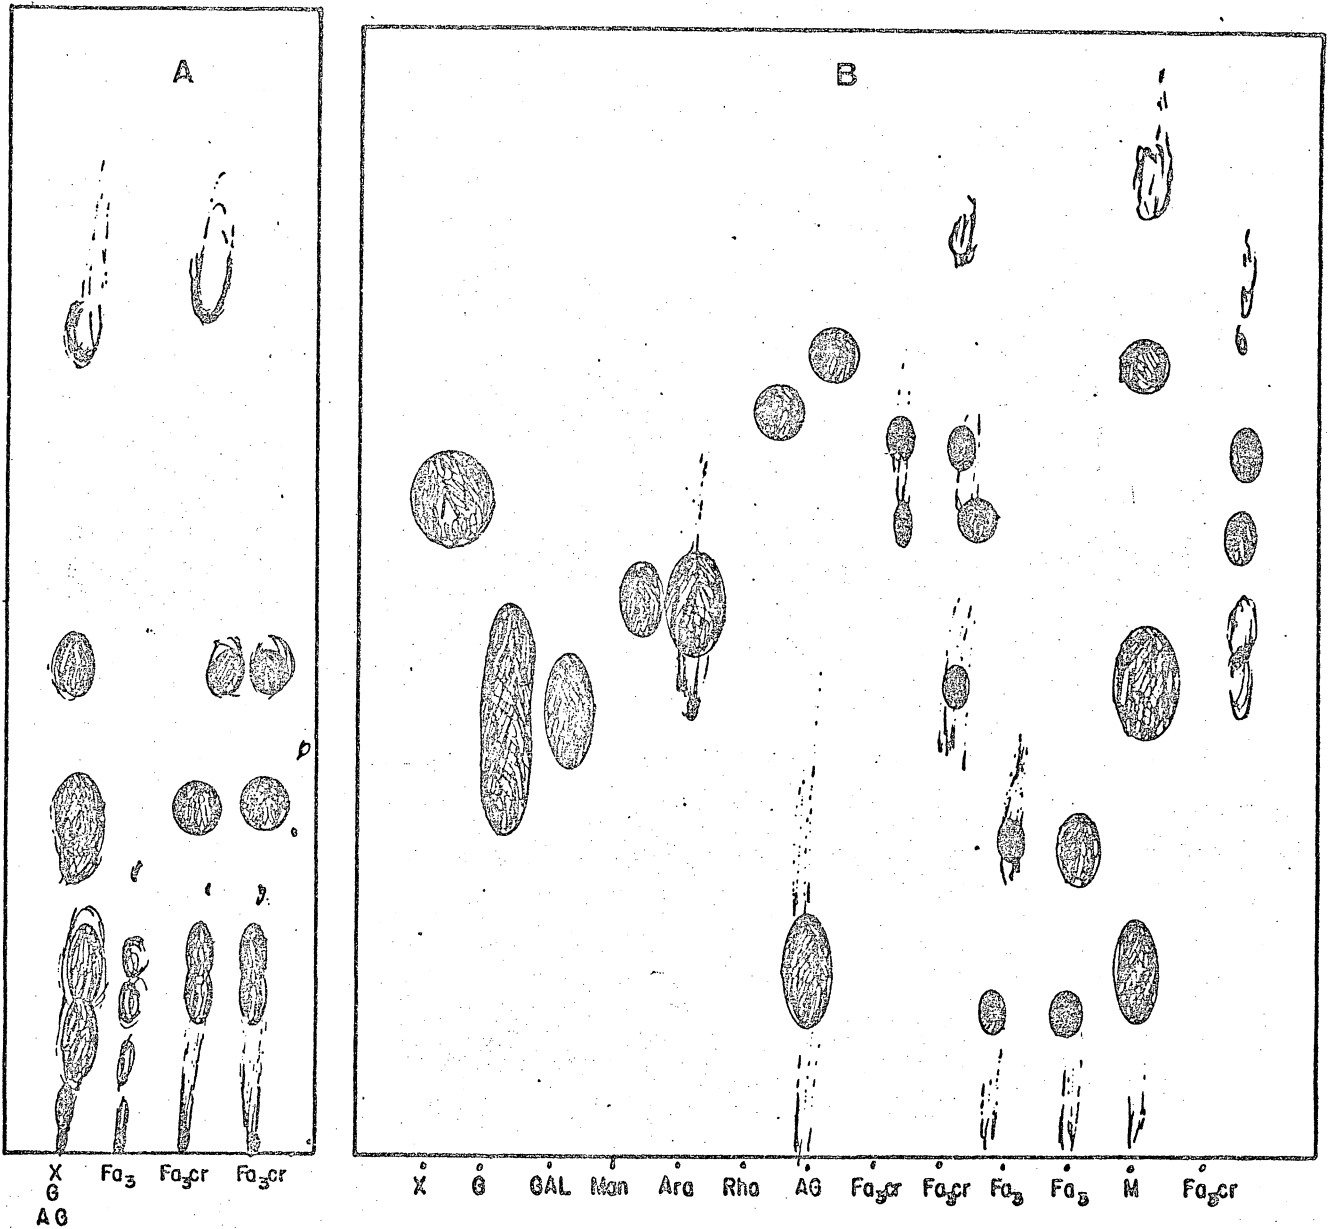 A
B
X Fa₃ Fa₃cr Fa₃cr
G
AG
X G GAL Man Ara Rha AG Fa₃cr Fa₃cr Fa₃ Fa₃ M Fa₃cr